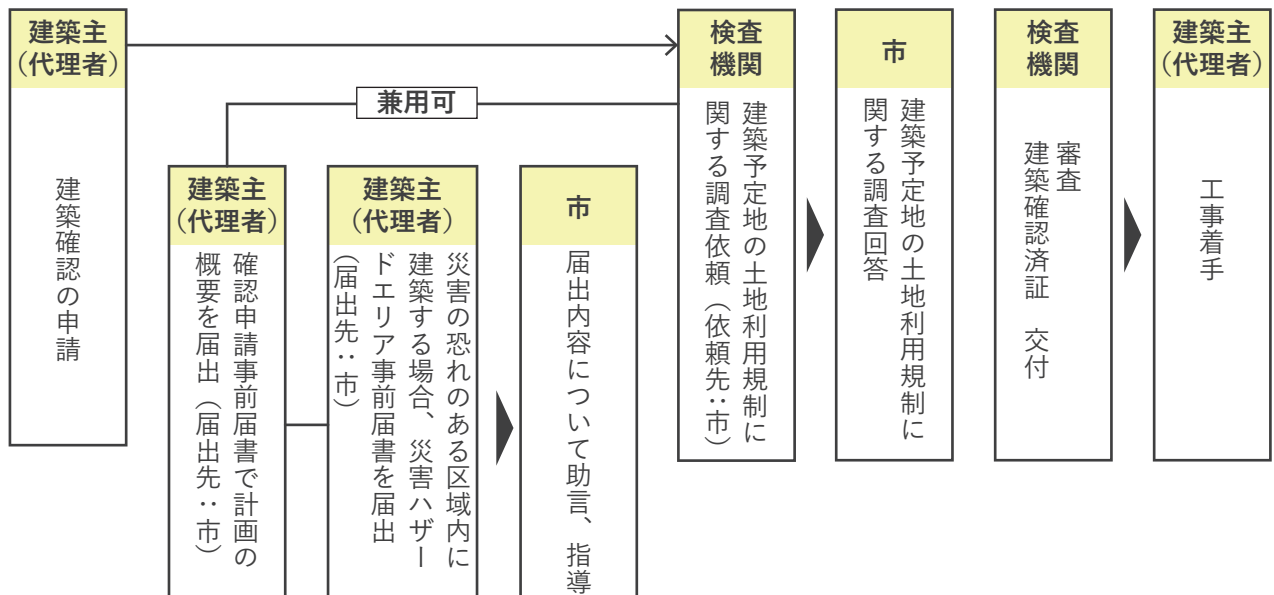 建築主
（代理者）
建築確認の申請
兼用可
建築主
（代理者）
確認申請事前届書で計画の
概要を届出（届出先：市）
建築主
（代理者）
災害の恐れのある区域内に
建築する場合、災害ハザー
ドエリア事前届書を届出
（届出先：市）
市
届出内容について助言、指導
検査
機関
建築予定地の土地利用規制に
関する調査依頼（依頼先：市）
市
建築予定地の土地利用規制に
関する調査回答
検査
機関
審査
建築確認済証　交付
建築主
（代理者）
工事着手